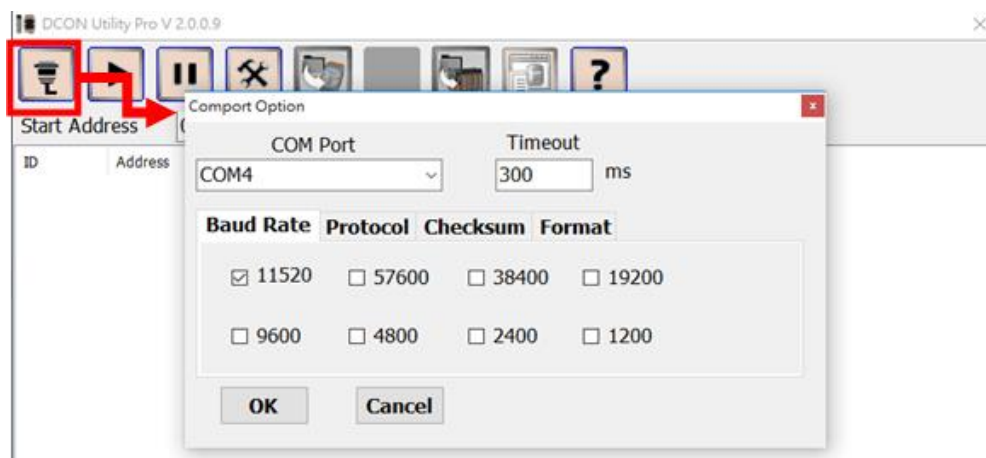 DCON Utility Pro V 2.0.0.9
?
Comport Option
Start Address
COM Port Timeout
ID Address
COM4 300 ms
Baud Rate Protocol Checksum Format
11520 57600 38400 19200
9600 4800 2400 1200
OK Cancel